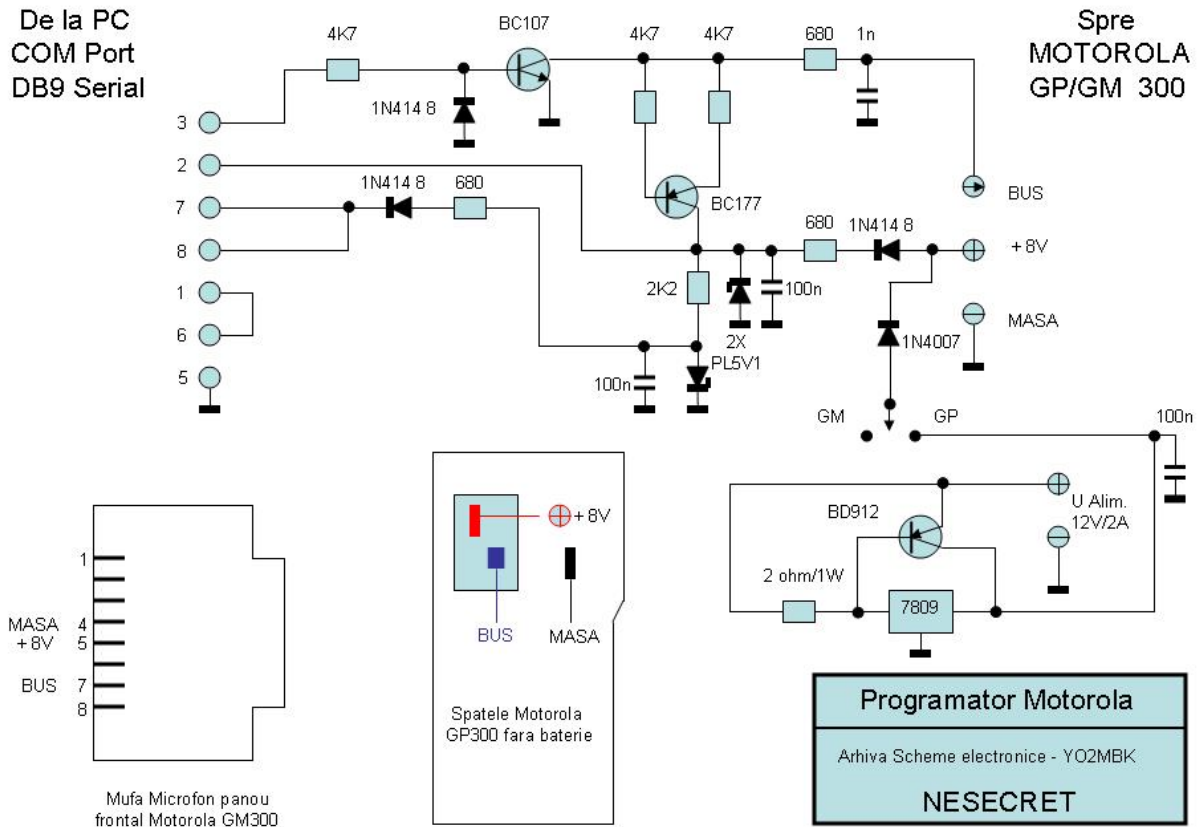 De la PC
COM Port
DB9 Serial
Spre
MOTOROLA
GP/GM 300
4K7
BC107
4K7
4K7
680
1n
1N414 8
3
2
7
8
1
6
5
1N414 8
680
BC177
BUS
680
1N414 8
+ 8V
2K2
100n
2X
PL5V1
1N4007
MASA
100n
GM
GP
100n
BD912
U Alim.
12V/2A
2 ohm/1W
7809
1
MASA 4
+ 8V 5
BUS 7
8
Mufa Microfon panou
frontal Motorola GM300
+ 8V
BUS
MASA
Spatele Motorola
GP300 fara baterie
Programator Motorola
Arhiva Scheme electronice - YO2MBK
NESECRET